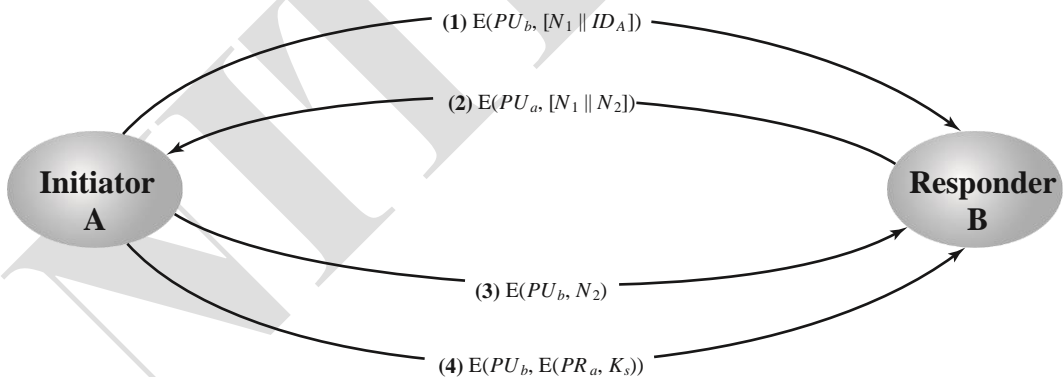 (1) E(PU_b, [N_1 || ID_A])
(2) E(PU_a, [N_1 || N_2])
Initiator
A
Responder
B
(3) E(PU_b, N_2)
(4) E(PU_b, E(PR_a, K_s))